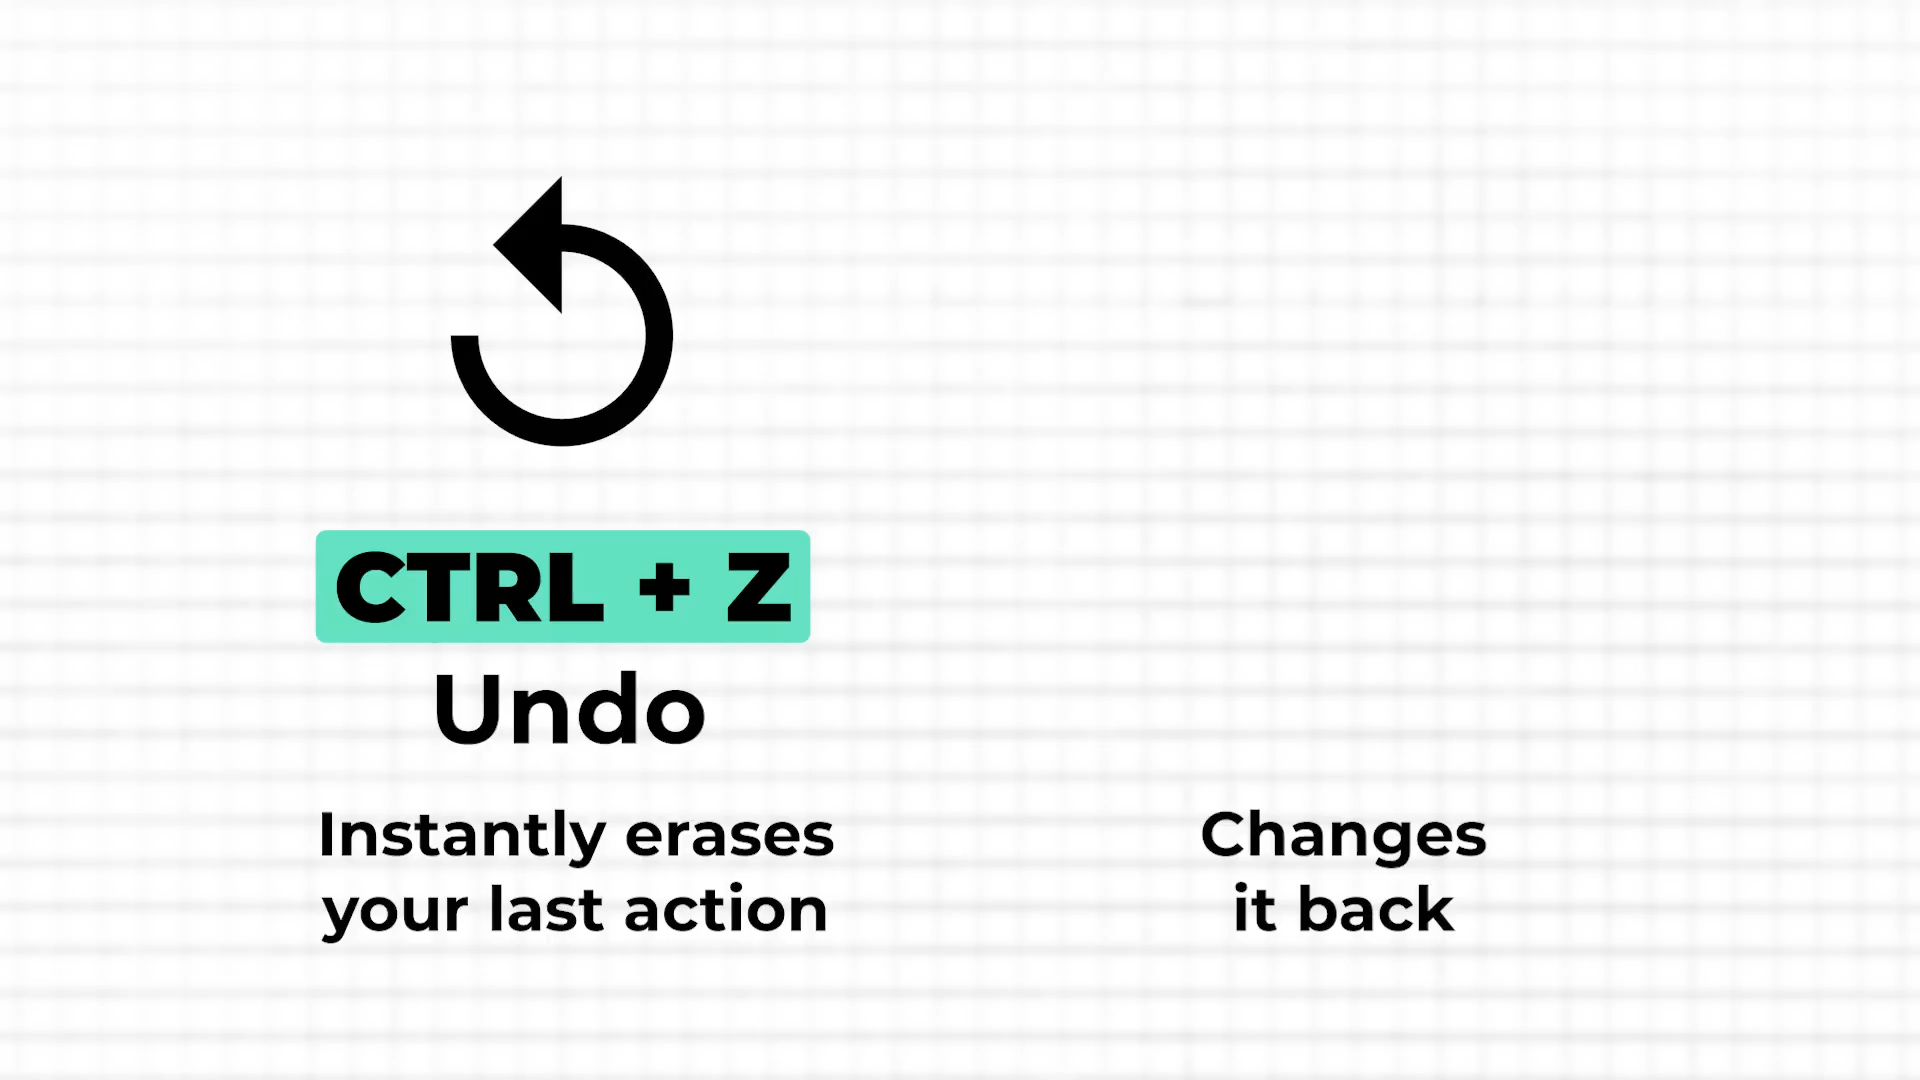 CTRL + Z
Undo
Instantly erases
your last action
Changes
it back